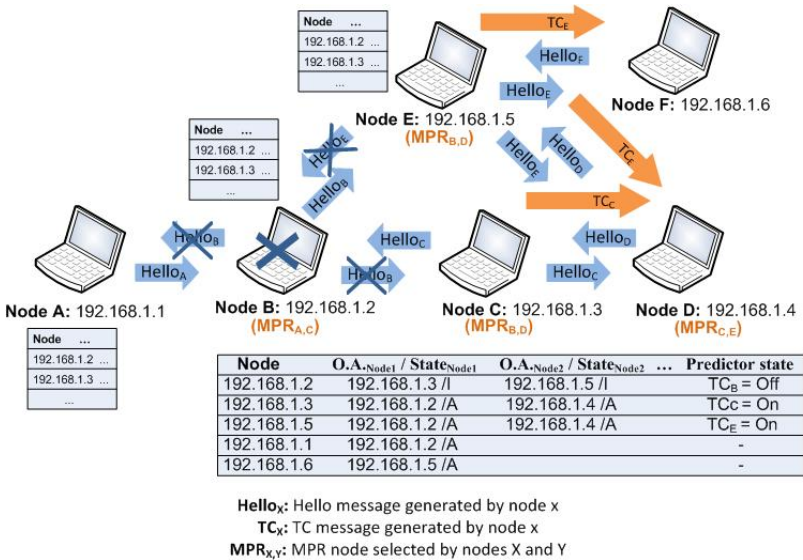 Node ...
192.168.1.2 ...
192.168.1.3 ...
...
TC_E
Hello_F
Hello_E
Node E: 192.168.1.5
(MPR_B,D)
Node F: 192.168.1.6
Node ...
192.168.1.2 ...
192.168.1.3 ...
...
Hello_E
Hello_B
Hello_E
Hello_D
TC_E
TC_C
Hello_B
Hello_A
Hello_C
Hello_B
Hello_D
Hello_C
Node A: 192.168.1.1
Node B: 192.168.1.2
(MPR_A,C)
Node C: 192.168.1.3
(MPR_B,D)
Node D: 192.168.1.4
(MPR_C,E)
Node ...
192.168.1.2 ...
192.168.1.3 ...
...
Node O.A._Node1 / State_Node1 O.A._Node2 / State_Node2 ... Predictor state
192.168.1.2 192.168.1.3 /I 192.168.1.5 /I TC_B = Off
192.168.1.3 192.168.1.2 /A 192.168.1.4 /A TCc = On
192.168.1.5 192.168.1.2 /A 192.168.1.4 /A TC_E = On
192.168.1.1 192.168.1.2 /A -
192.168.1.6 192.168.1.5 /A -
Hello_X: Hello message generated by node x
TC_X: TC message generated by node x
MPR_X,Y: MPR node selected by nodes X and Y